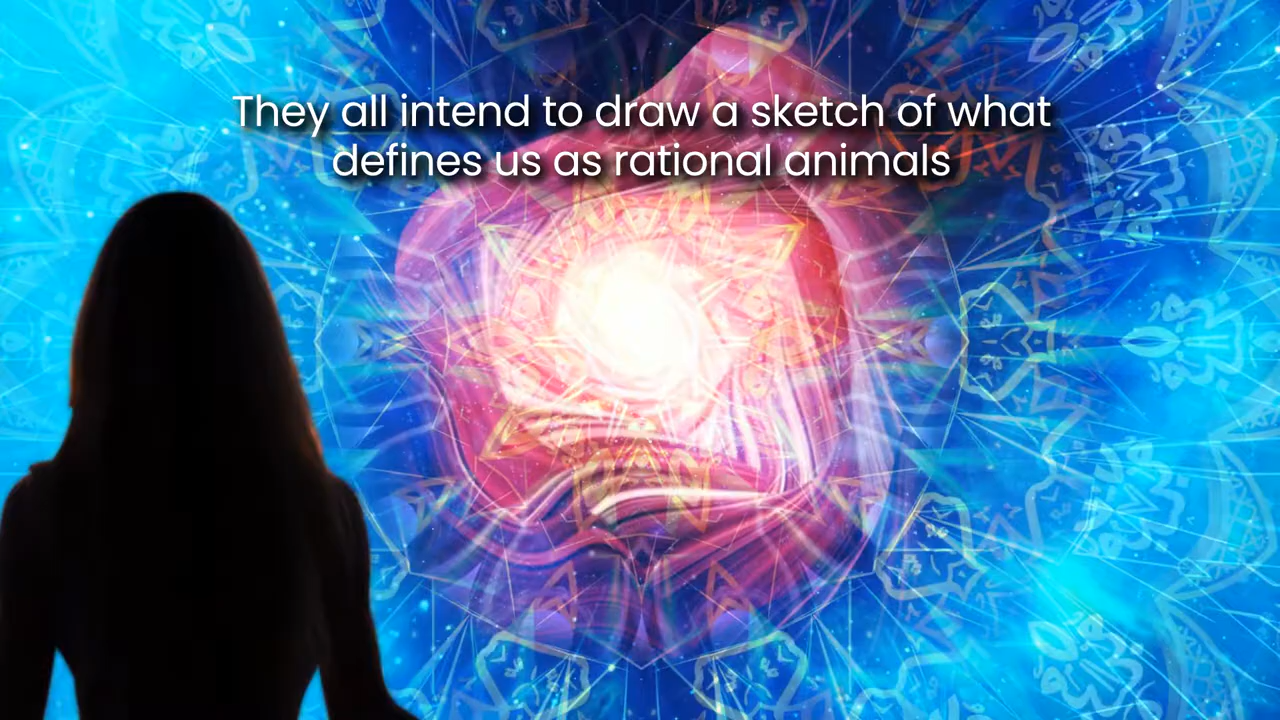 They all intend to draw a sketch of what
defines us as rational animals